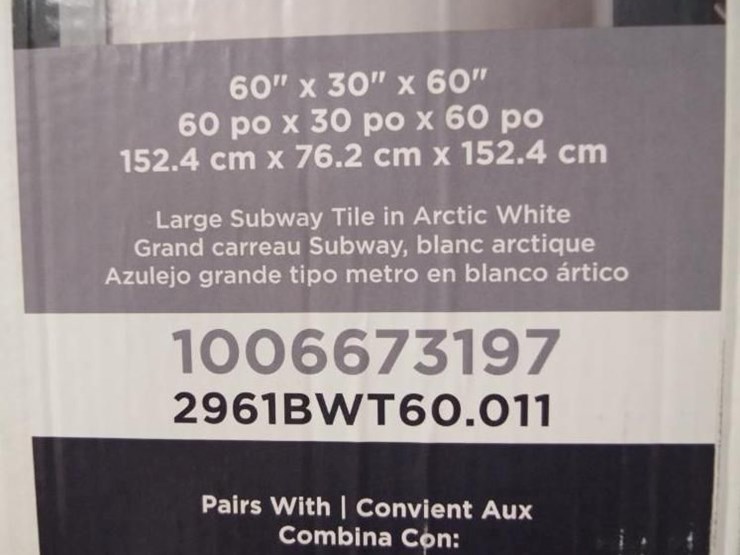 60" x 30" x 60"
60 po x 30 po x 60 po
152.4 cm x 76.2 cm x 152.4 cm
Large Subway Tile in Arctic White
Grand carreau Subway, blanc arctique
Azulejo grande tipo metro en blanco ártico
1006673197
2961BWT60.011
Pairs With | Convient Aux
Combina Con: